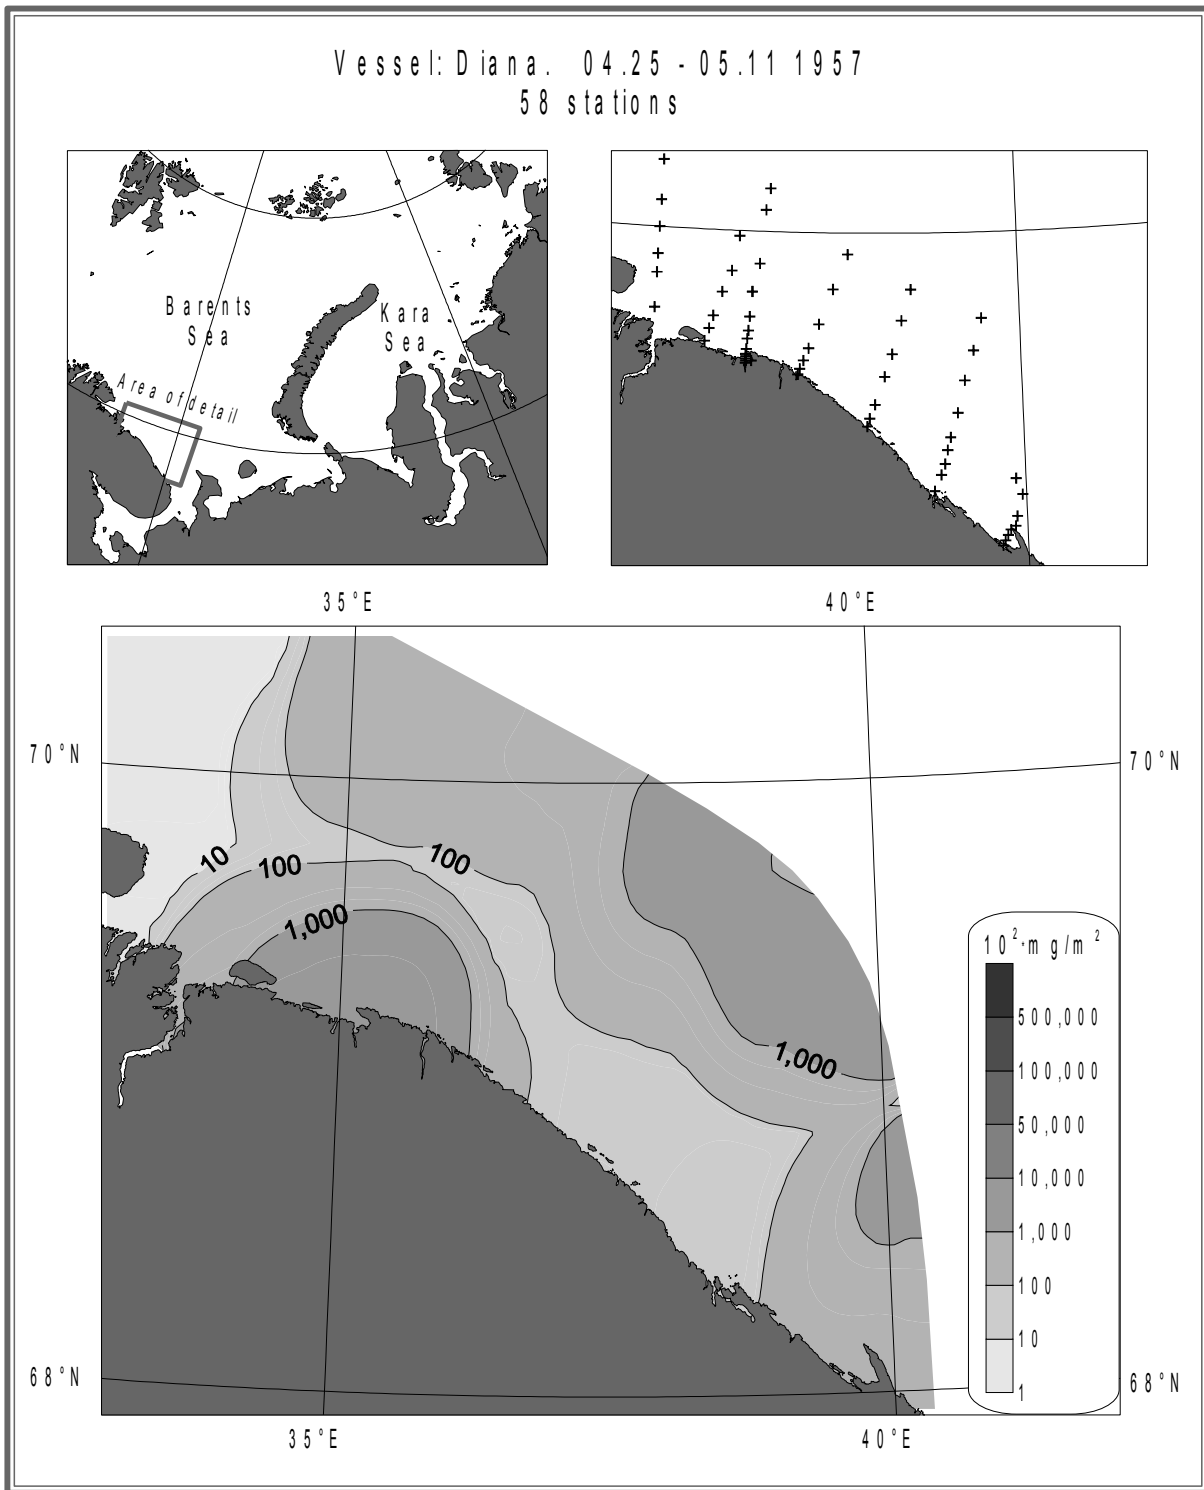 Vessel: Diana. 04.25 - 05.11 1957
58 stations
Barents
Sea
Kara
Sea
Area of detail
35°E
40°E
70°N
70°N
10
100
100
1,000
1,000
10²·mg/m²
500,000
100,000
50,000
10,000
1,000
100
10
1
68°N
68°N
35°E
40°E